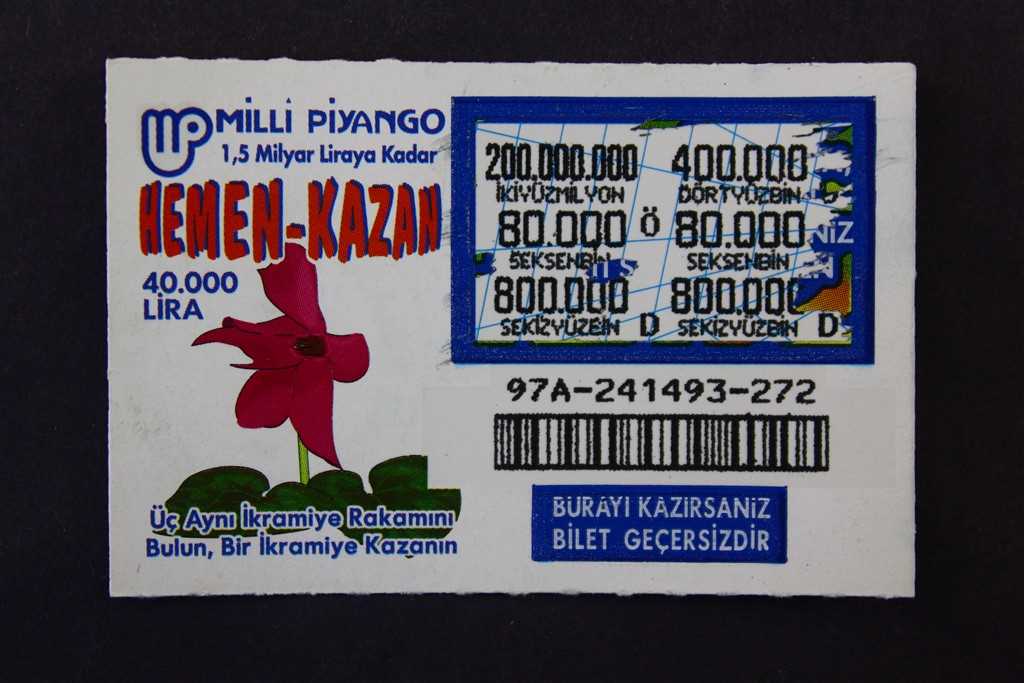 MİLLÎ PİYANGO
1,5 Milyar Liraya Kadar
HEMEN-KAZAN
40.000
LİRA
Üç Aynı İkramiye Rakamını
Bulun, Bir İkramiye Kazanın
200.000.000 400.000
İKİYÜZMİLYON DÖRTYÜZBİN
80.000 Ö 80.000
SEKSENBİN SEKSENBİN
800.000 800.000
SEKİZYÜZBİN D SEKİZYÜZBİN D
97A-241493-272
BURAYI KAZIRSANIZ
BİLET GEÇERSİZDİR